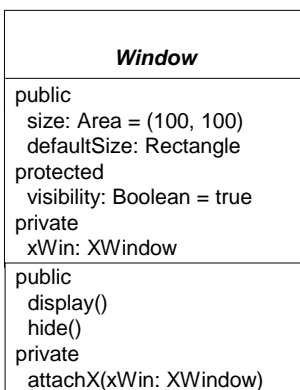 Window
public
size: Area = (100, 100)
defaultSize: Rectangle
protected
visibility: Boolean = true
private
xWin: XWindow
public
display()
hide()
private
attachX(xWin: XWindow)